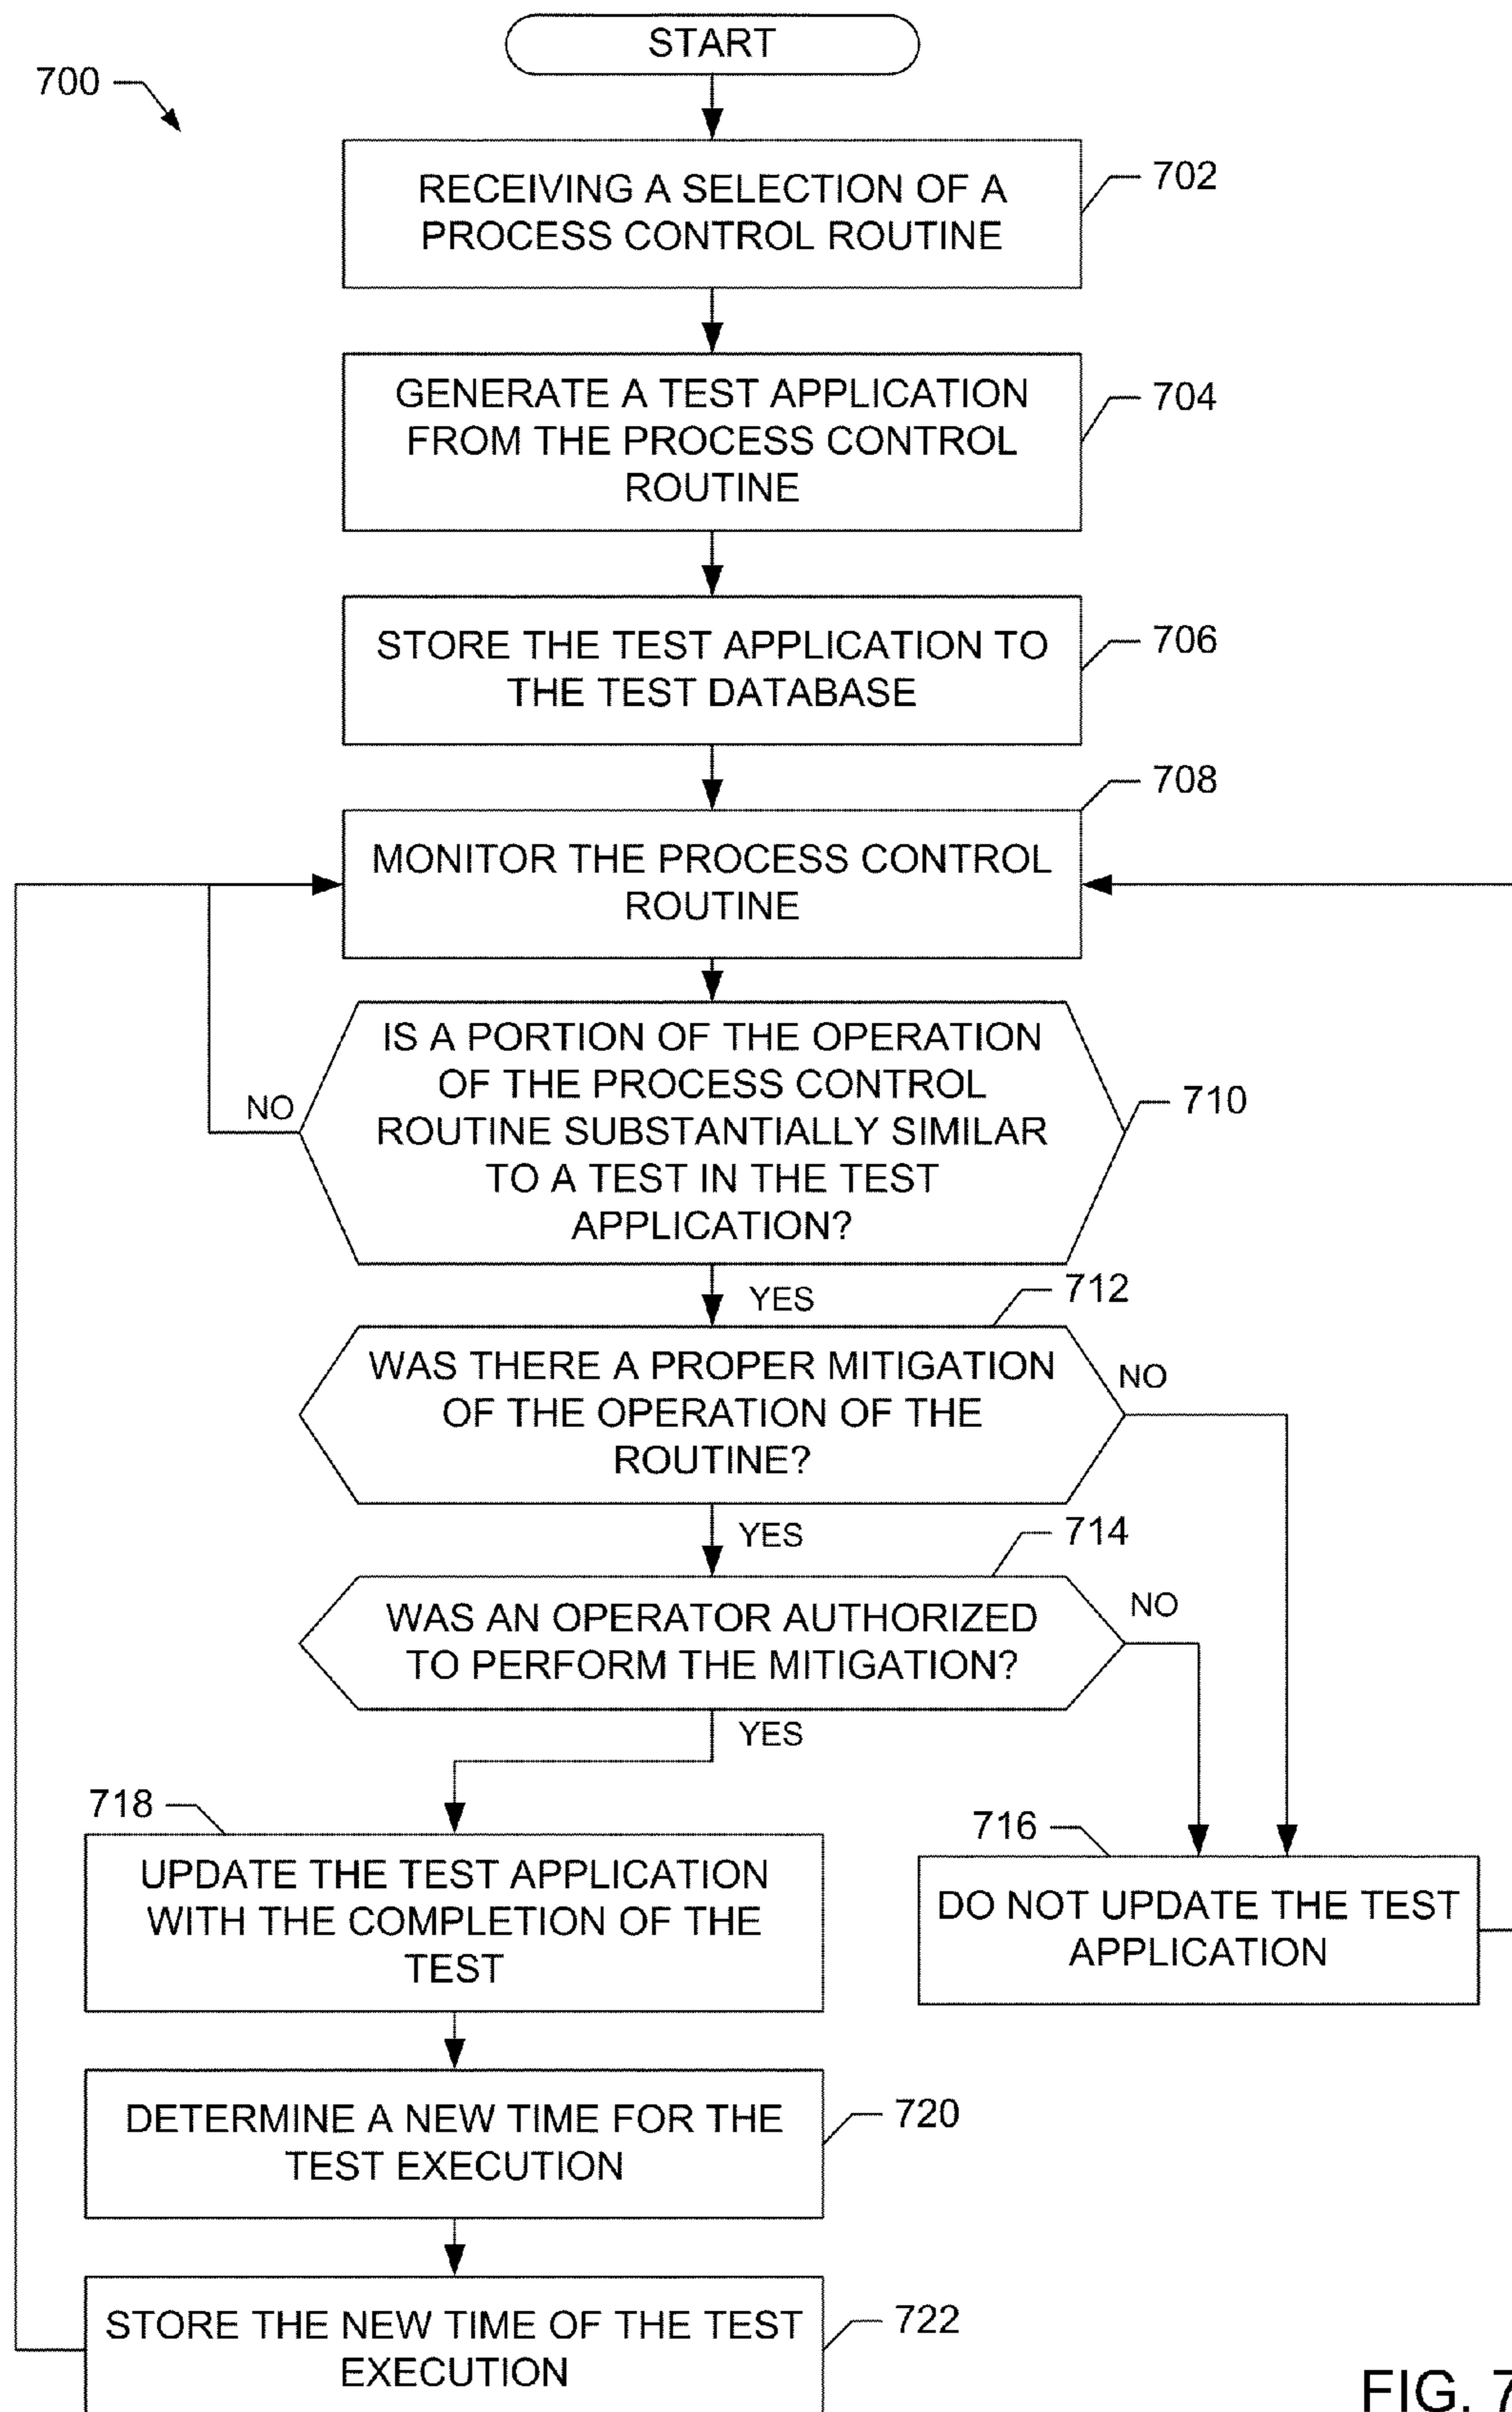 START
700
RECEIVING A SELECTION OF A
PROCESS CONTROL ROUTINE
702
GENERATE A TEST APPLICATION
FROM THE PROCESS CONTROL
ROUTINE
704
STORE THE TEST APPLICATION TO
THE TEST DATABASE
706
708
MONITOR THE PROCESS CONTROL
ROUTINE
IS A PORTION OF THE OPERATION
OF THE PROCESS CONTROL
ROUTINE SUBSTANTIALLY SIMILAR
TO A TEST IN THE TEST
APPLICATION?
NO
710
YES
712
WAS THERE A PROPER MITIGATION
OF THE OPERATION OF THE
ROUTINE?
NO
YES
714
WAS AN OPERATOR AUTHORIZED
TO PERFORM THE MITIGATION?
NO
YES
718
UPDATE THE TEST APPLICATION
WITH THE COMPLETION OF THE
TEST
716
DO NOT UPDATE THE TEST
APPLICATION
DETERMINE A NEW TIME FOR THE
TEST EXECUTION
720
STORE THE NEW TIME OF THE TEST
EXECUTION
722
FIG. 7